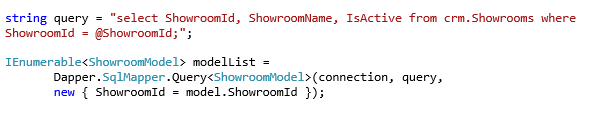 string query = "select ShowroomId, ShowroomName, IsActive from crm.Showrooms where
ShowroomId = @ShowroomId;";
IEnumerable<ShowroomModel> modelList =
Dapper.SqlMapper.Query<ShowroomModel>(connection, query,
new { ShowroomId = model.ShowroomId });